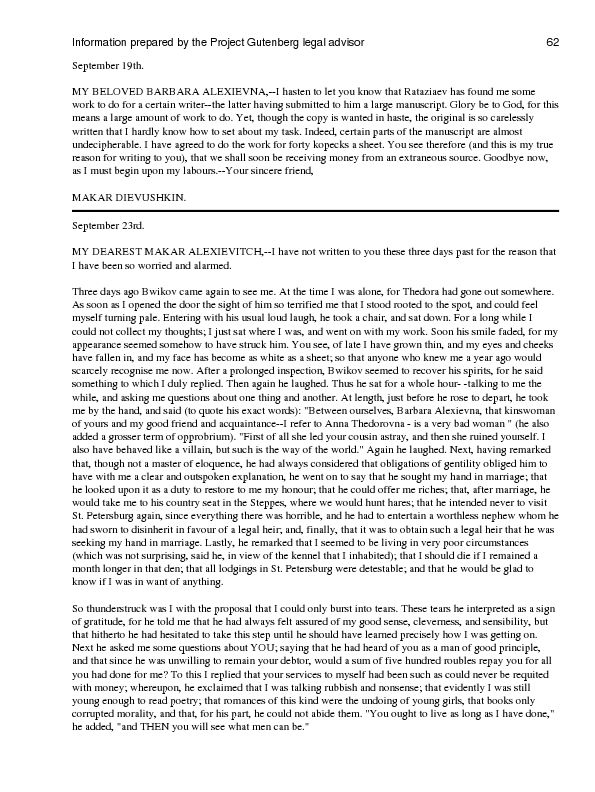 Information prepared by the Project Gutenberg legal advisor 62
September 19th.
MY BELOVED BARBARA ALEXIEVNA,--I hasten to let you know that Rataziaev has found me some
work to do for a certain writer--the latter having submitted to him a large manuscript. Glory be to God, for this
means a large amount of work to do. Yet, though the copy is wanted in haste, the original is so carelessly
written that I hardly know how to set about my task. Indeed, certain parts of the manuscript are almost
undecipherable. I have agreed to do the work for forty kopecks a sheet. You see therefore (and this is my true
reason for writing to you), that we shall soon be receiving money from an extraneous source. Goodbye now,
as I must begin upon my labours.--Your sincere friend,
MAKAR DIEVUSHKIN.
September 23rd.
MY DEAREST MAKAR ALEXIEVITCH,--I have not written to you these three days past for the reason that
I have been so worried and alarmed.
Three days ago Bwikov came again to see me. At the time I was alone, for Thedora had gone out somewhere.
As soon as I opened the door the sight of him so terrified me that I stood rooted to the spot, and could feel
myself turning pale. Entering with his usual loud laugh, he took a chair, and sat down. For a long while I
could not collect my thoughts; I just sat where I was, and went on with my work. Soon his smile faded, for my
appearance seemed somehow to have struck him. You see, of late I have grown thin, and my eyes and cheeks
have fallen in, and my face has become as white as a sheet; so that anyone who knew me a year ago would
scarcely recognise me now. After a prolonged inspection, Bwikov seemed to recover his spirits, for he said
something to which I duly replied. Then again he laughed. Thus he sat for a whole hour- -talking to me the
while, and asking me questions about one thing and another. At length, just before he rose to depart, he took
me by the hand, and said (to quote his exact words): "Between ourselves, Barbara Alexievna, that kinswoman
of yours and my good friend and acquaintance--I refer to Anna Thedorovna - is a very bad woman " (he also
added a grosser term of opprobrium). "First of all she led your cousin astray, and then she ruined yourself. I
also have behaved like a villain, but such is the way of the world." Again he laughed. Next, having remarked
that, though not a master of eloquence, he had always considered that obligations of gentility obliged him to
have with me a clear and outspoken explanation, he went on to say that he sought my hand in marriage; that
he looked upon it as a duty to restore to me my honour; that he could offer me riches; that, after marriage, he
would take me to his country seat in the Steppes, where we would hunt hares; that he intended never to visit
St. Petersburg again, since everything there was horrible, and he had to entertain a worthless nephew whom he
had sworn to disinherit in favour of a legal heir; and, finally, that it was to obtain such a legal heir that he was
seeking my hand in marriage. Lastly, he remarked that I seemed to be living in very poor circumstances
(which was not surprising, said he, in view of the kennel that I inhabited); that I should die if I remained a
month longer in that den; that all lodgings in St. Petersburg were detestable; and that he would be glad to
know if I was in want of anything.
So thunderstruck was I with the proposal that I could only burst into tears. These tears he interpreted as a sign
of gratitude, for he told me that he had always felt assured of my good sense, cleverness, and sensibility, but
that hitherto he had hesitated to take this step until he should have learned precisely how I was getting on.
Next he asked me some questions about YOU; saying that he had heard of you as a man of good principle,
and that since he was unwilling to remain your debtor, would a sum of five hundred roubles repay you for all
you had done for me? To this I replied that your services to myself had been such as could never be requited
with money; whereupon, he exclaimed that I was talking rubbish and nonsense; that evidently I was still
young enough to read poetry; that romances of this kind were the undoing of young girls, that books only
corrupted morality, and that, for his part, he could not abide them. "You ought to live as long as I have done,"
he added, "and THEN you will see what men can be."